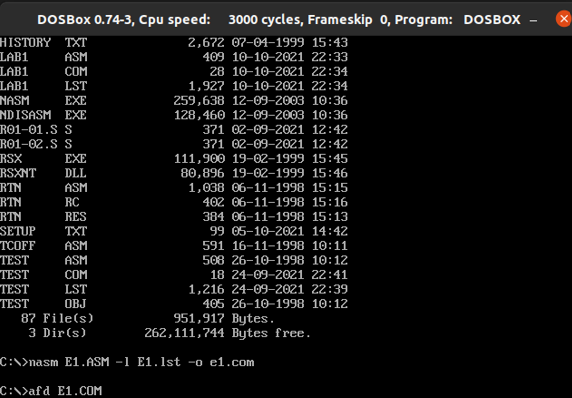 DOSBox 0.74-3, Cpu speed: 3000 cycles, Frameskip 0, Program: DOSBOX
HISTORY TXT 2,672 07-04-1999 15:43
LAB1 ASM 409 10-10-2021 22:33
LAB1 COM 28 10-10-2021 22:34
LAB1 LST 1,927 10-10-2021 22:34
NASM EXE 259,638 12-09-2003 10:36
NDISASM EXE 128,460 12-09-2003 10:36
R01-01.S S 371 02-09-2021 12:42
R01-02.S S 371 02-09-2021 12:42
RSX EXE 111,900 19-02-1999 15:45
RSXNT DLL 80,896 19-02-1999 15:46
RTN ASM 1,038 06-11-1998 15:15
RTN RC 402 06-11-1998 15:16
RTN RES 384 06-11-1998 15:13
SETUP TXT 99 05-10-2021 14:42
TCOFF ASM 591 16-11-1998 10:11
TEST ASM 508 26-10-1998 10:12
TEST COM 18 24-09-2021 22:41
TEST LST 1,216 24-09-2021 22:39
TEST OBJ 405 26-10-1998 10:12
87 File(s) 951,917 Bytes.
3 Dir(s) 262,111,744 Bytes free.
C:\>nasm E1.ASM -l E1.lst -o e1.com
C:\>afd E1.COM